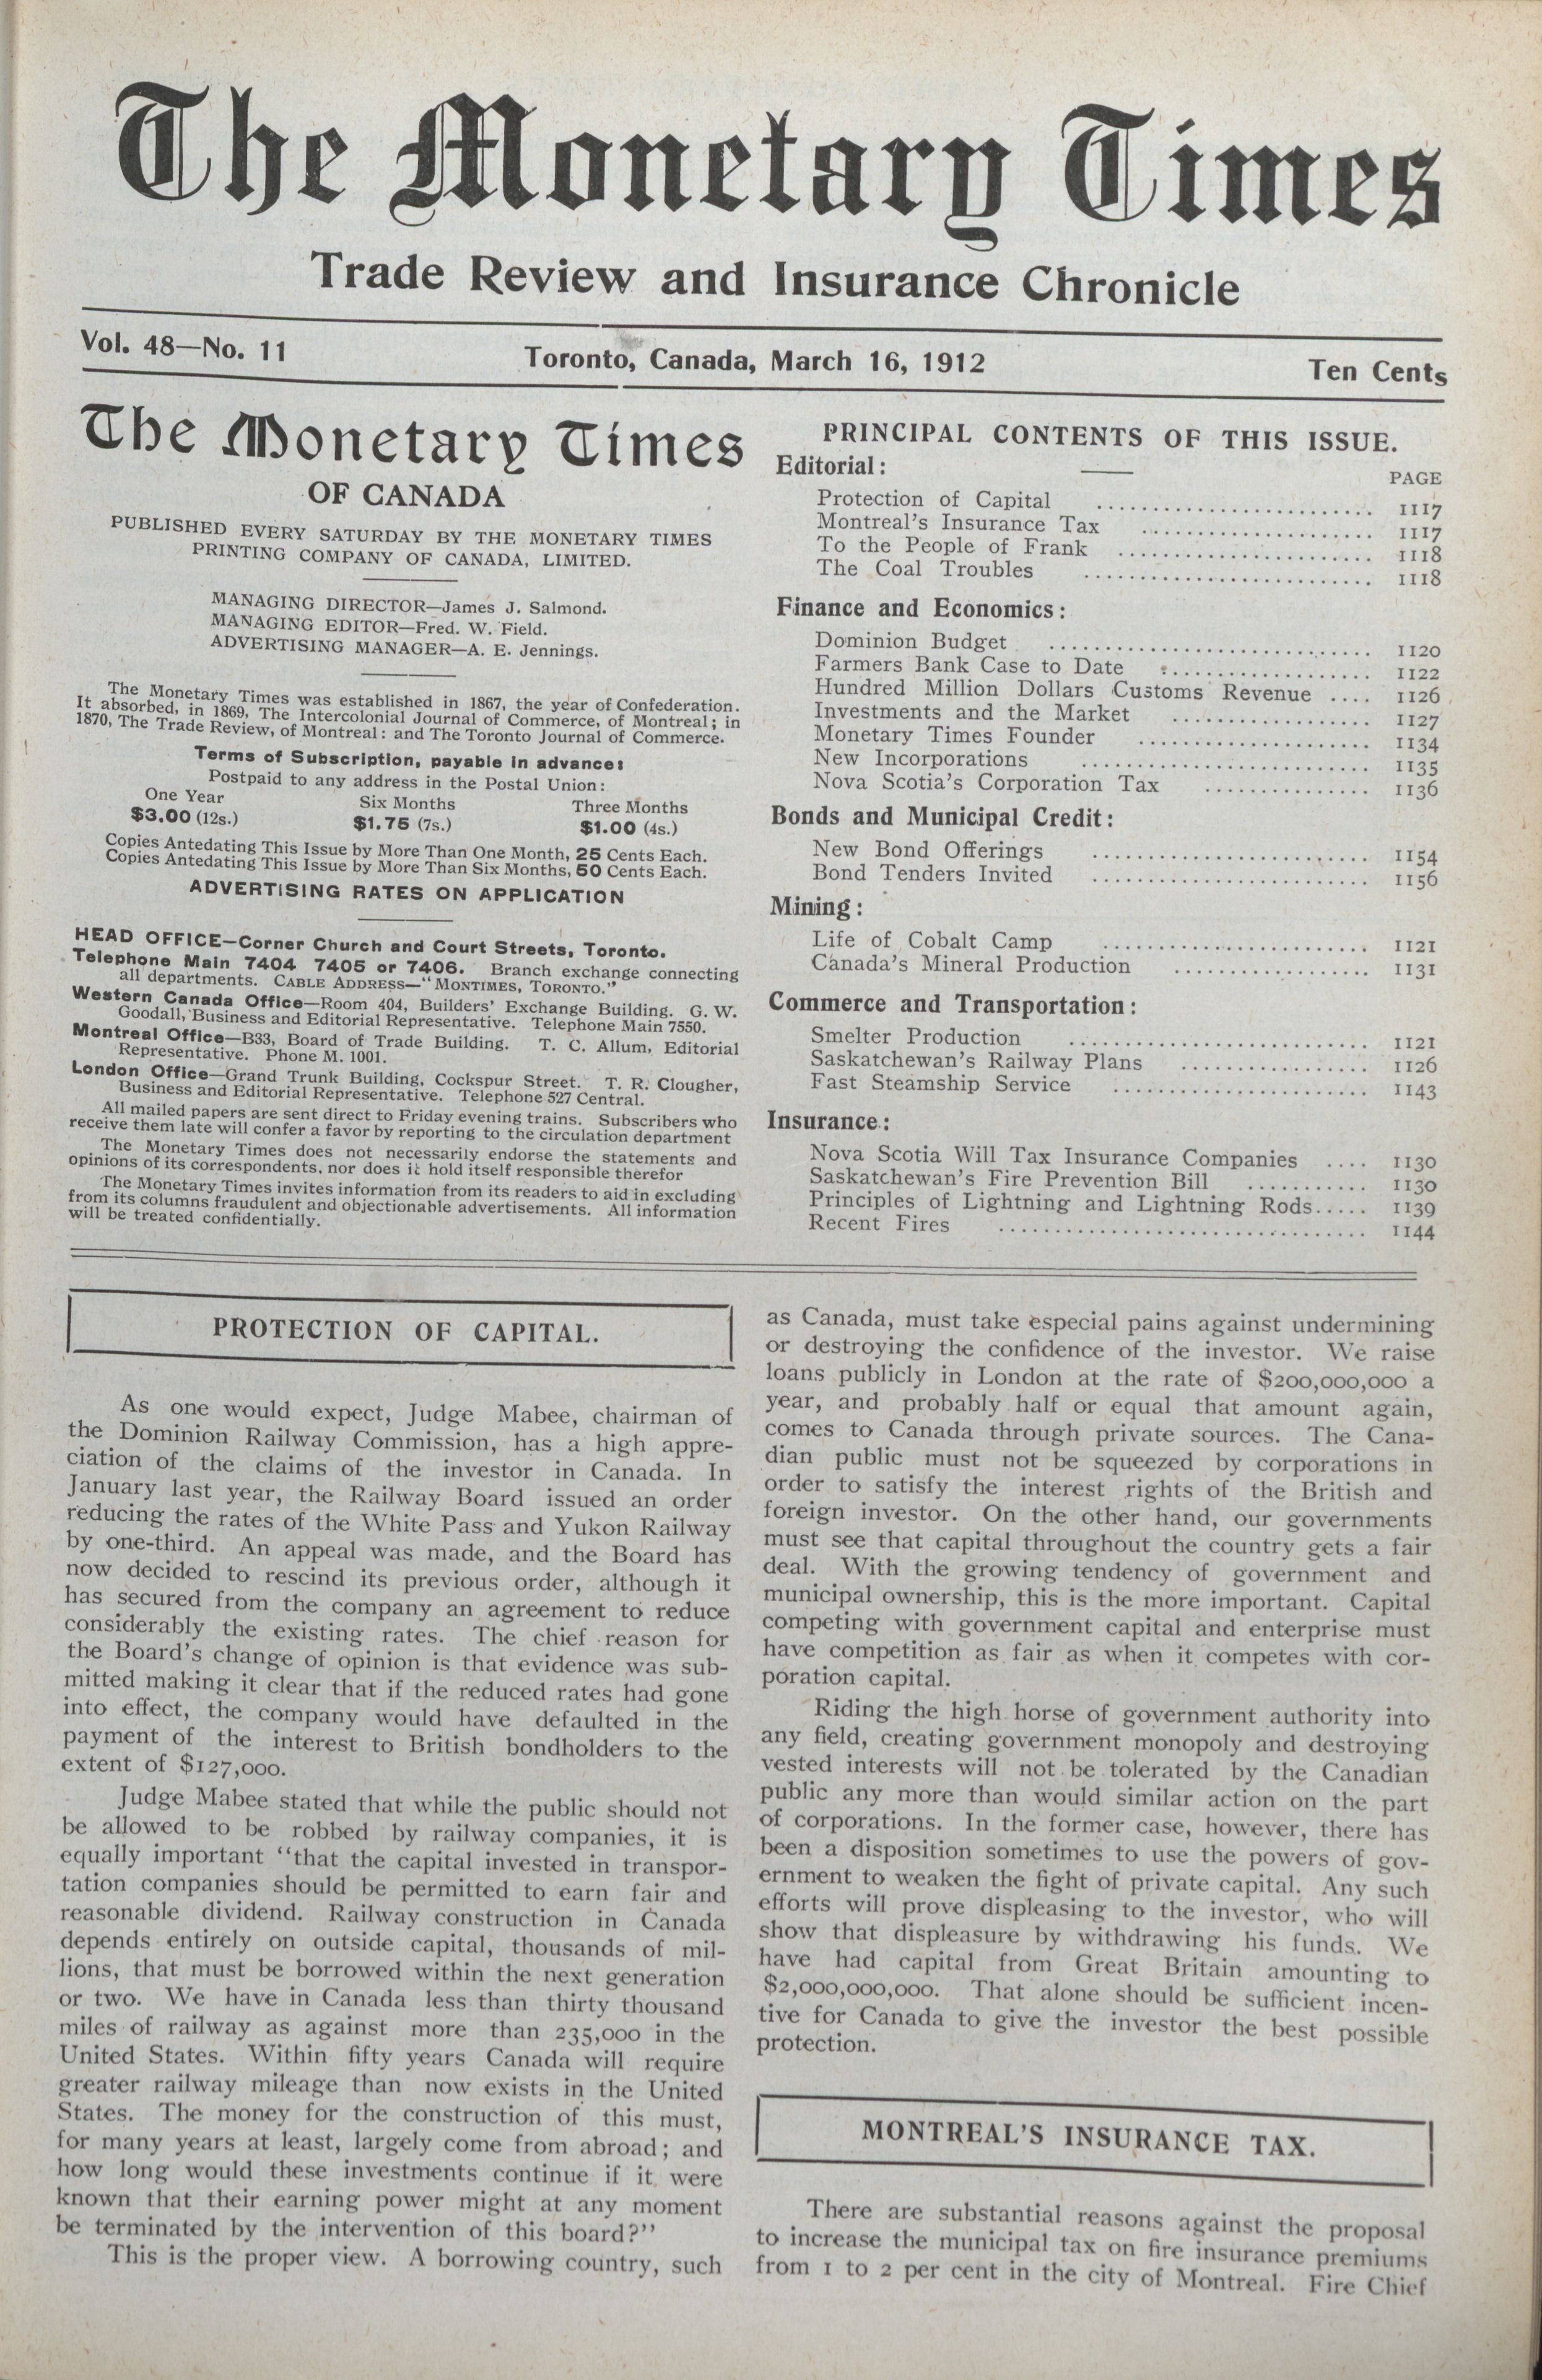 The Monetary Times
Trade Review and Insurance Chronicle
Vol. 48—No. 11
Toronto, Canada, March 16, 1912
Ten Cents
The Monetary Times
OF CANADA
PUBLISHED EVERY SATURDAY BY THE MONETARY TIMES
PRINTING COMPANY OF CANADA, LIMITED.
MANAGING DIRECTOR—James J. Salmond.
MANAGING EDITOR—Fred. W. Field.
ADVERTISING MANAGER—A. E. Jennings.
The Monetary Times was established in 1867, the year of Confederation.
It absorbed, in 1869, The Intercolonial Journal of Commerce, of Montreal; in
1870, The Trade Review, of Montreal: and The Toronto Journal of Commerce.
Terms of Subscription, payable in advance:
Postpaid to any address in the Postal Union:
One Year Six Months Three Months
$3.00 (12s.) $1.75 (7s.) $1.00 (4s.)
Copies Antedating This Issue by More Than One Month, 25 Cents Each.
Copies Antedating This Issue by More Than Six Months, 50 Cents Each.
ADVERTISING RATES ON APPLICATION
HEAD OFFICE—Corner Church and Court Streets, Toronto.
Telephone Main 7404 7405 or 7406. Branch exchange connecting
all departments. CABLE ADDRESS—"MONTIMES, TORONTO."
Western Canada Office—Room 404, Builders' Exchange Building. G. W.
Goodall, Business and Editorial Representative. Telephone Main 7550.
Montreal Office—B33, Board of Trade Building. T. C. Allum, Editorial
Representative. Phone M. 1001.
London Office—Grand Trunk Building, Cockspur Street. T. R. Clougher,
Business and Editorial Representative. Telephone 527 Central.
All mailed papers are sent direct to Friday evening trains. Subscribers who
receive them late will confer a favor by reporting to the circulation department
The Monetary Times does not necessarily endorse the statements and
opinions of its correspondents, nor does it hold itself responsible therefor
The Monetary Times invites information from its readers to aid in excluding
from its columns fraudulent and objectionable advertisements. All information
will be treated confidentially.
PRINCIPAL CONTENTS OF THIS ISSUE.
Editorial:
PAGE
Protection of Capital .......................... 1117
Montreal's Insurance Tax ...................... 1117
To the People of Frank ........................ 1118
The Coal Troubles ........................... 1118
Finance and Economics:
Dominion Budget .............................. 1120
Farmers Bank Case to Date .................... 1122
Hundred Million Dollars Customs Revenue .... 1126
Investments and the Market .................. 1127
Monetary Times Founder ...................... 1134
New Incorporations ........................... 1135
Nova Scotia's Corporation Tax ............... 1136
Bonds and Municipal Credit:
New Bond Offerings .......................... 1154
Bond Tenders Invited .......................... 1156
Mining:
Life of Cobalt Camp ......................... 1121
Canada's Mineral Production .................. 1131
Commerce and Transportation:
Smelter Production ............................ 1121
Saskatchewan's Railway Plans ................. 1126
Fast Steamship Service ........................ 1143
Insurance:
Nova Scotia Will Tax Insurance Companies .... 1130
Saskatchewan's Fire Prevention Bill ........... 1130
Principles of Lightning and Lightning Rods..... 1139
Recent Fires ................................... 1144
PROTECTION OF CAPITAL.
As one would expect, Judge Mabee, chairman of
the Dominion Railway Commission, has a high appre-
ciation of the claims of the investor in Canada. In
January last year, the Railway Board issued an order
reducing the rates of the White Pass and Yukon Railway
by one-third. An appeal was made, and the Board has
now decided to rescind its previous order, although it
has secured from the company an agreement to reduce
considerably the existing rates. The chief reason for
the Board's change of opinion is that evidence was sub-
mitted making it clear that if the reduced rates had gone
into effect, the company would have defaulted in the
payment of the interest to British bondholders to the
extent of $127,000.
Judge Mabee stated that while the public should not
be allowed to be robbed by railway companies, it is
equally important "that the capital invested in transpor-
tation companies should be permitted to earn fair and
reasonable dividend. Railway construction in Canada
depends entirely on outside capital, thousands of mil-
lions, that must be borrowed within the next generation
or two. We have in Canada less than thirty thousand
miles of railway as against more than 235,000 in the
United States. Within fifty years Canada will require
greater railway mileage than now exists in the United
States. The money for the construction of this must,
for many years at least, largely come from abroad; and
how long would these investments continue if it were
known that their earning power might at any moment
be terminated by the intervention of this board?"
This is the proper view. A borrowing country, such
as Canada, must take especial pains against undermining
or destroying the confidence of the investor. We raise
loans publicly in London at the rate of $200,000,000 a
year, and probably half or equal that amount again,
comes to Canada through private sources. The Cana-
dian public must not be squeezed by corporations in
order to satisfy the interest rights of the British and
foreign investor. On the other hand, our governments
must see that capital throughout the country gets a fair
deal. With the growing tendency of government and
municipal ownership, this is the more important. Capital
competing with government capital and enterprise must
have competition as fair as when it competes with cor-
poration capital.
Riding the high horse of government authority into
any field, creating government monopoly and destroying
vested interests will not be tolerated by the Canadian
public any more than would similar action on the part
of corporations. In the former case, however, there has
been a disposition sometimes to use the powers of gov-
ernment to weaken the fight of private capital. Any such
efforts will prove displeasing to the investor, who will
show that displeasure by withdrawing his funds. We
have had capital from Great Britain amounting to
$2,000,000,000. That alone should be sufficient incen-
tive for Canada to give the investor the best possible
protection.
MONTREAL'S INSURANCE TAX.
There are substantial reasons against the proposal
to increase the municipal tax on fire insurance premiums
from 1 to 2 per cent in the city of Montreal. Fire Chief